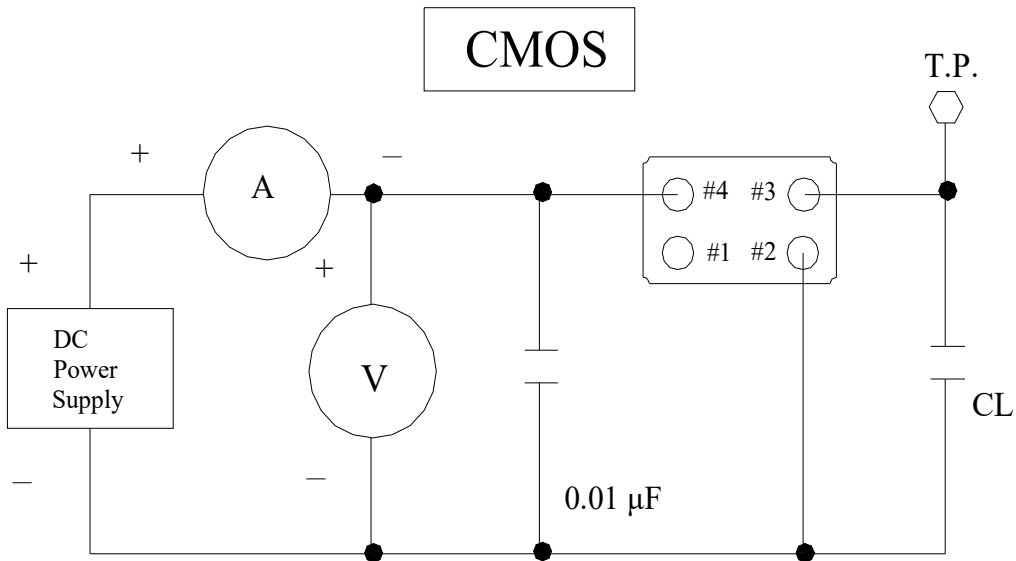 CMOS
T.P.
+
−
A
#4 #3
#1 #2
+
+
DC
Power
Supply
V
CL
−
−
0.01 μF